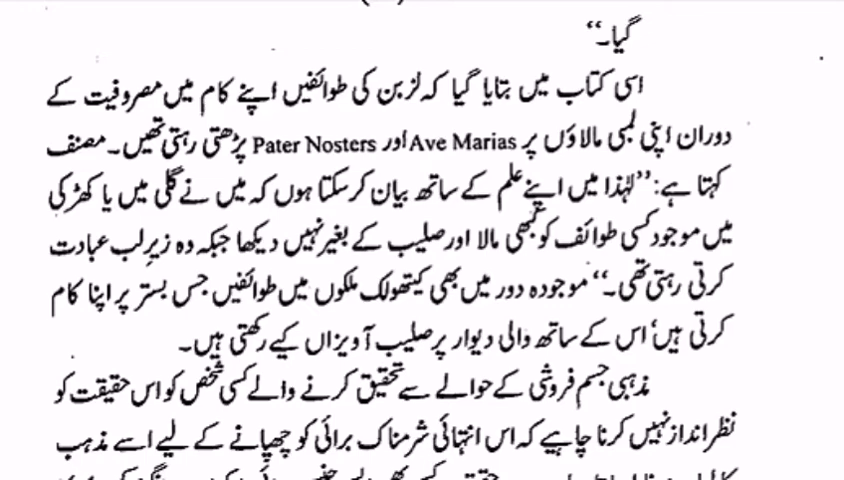 گیا۔“
اسی کتاب میں بتایا گیا کہ لزبن کی طوائفیں اپنے کام میں مصروفیت کے
دوران اپنی لمبی مالاؤں پر Ave Marias اور Pater Nosters پڑھتی رہتی تھیں۔ مصنف
کہتا ہے: ”لہٰذا میں اپنے علم کے ساتھ بیان کر سکتا ہوں کہ میں نے گلی میں یا کھڑکی
میں موجود کسی طوائف کو کبھی مالا اور صلیب کے بغیر نہیں دیکھا جبکہ وہ زیرِ لب عبادت
کرتی رہتی تھی۔“ موجودہ دور میں بھی کیتھولک ملکوں میں طوائفیں جس بستر پر اپنا کام
کرتی ہیں‘ اس کے ساتھ والی دیوار پر صلیب آویزاں کیے رکھتی ہیں۔
مذہبی جسم فروشی کے حوالے سے تحقیق کرنے والے کسی شخص کو اس حقیقت کو
نظر انداز نہیں کرنا چاہیے کہ اس انتہائی شرمناک برائی کو چھپانے کے لیے اسے مذہب